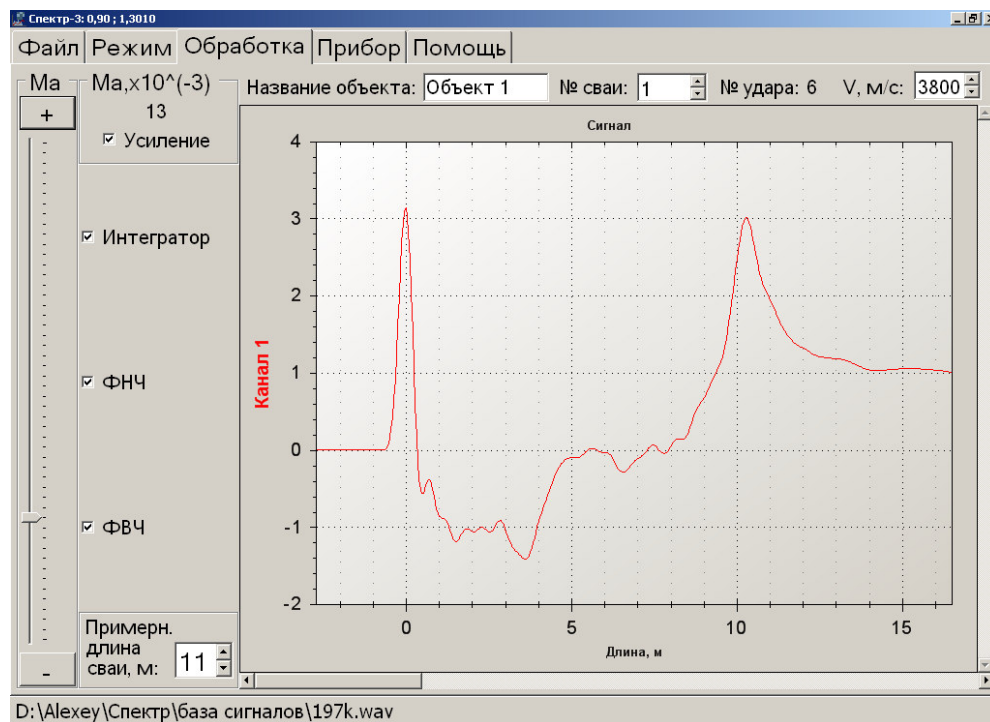 Спектр-3: 0,90 ; 1,3010
Файл Режим Обработка Прибор Помощь
Ma
+
-
Ma,x10^(-3)
13
Усиление
Интегратор
ФНЧ
ФВЧ
Примерн.
длина
сваи, м: 11
Название объекта: Объект 1 № сваи: 1 № удара: 6 V, м/с: 3800
Сигнал
Канал 1
4
3
2
1
0
-1
-2
0 5 10 15
Длина, м
D:\Alexey\Спектр\база сигналов\197k.wav